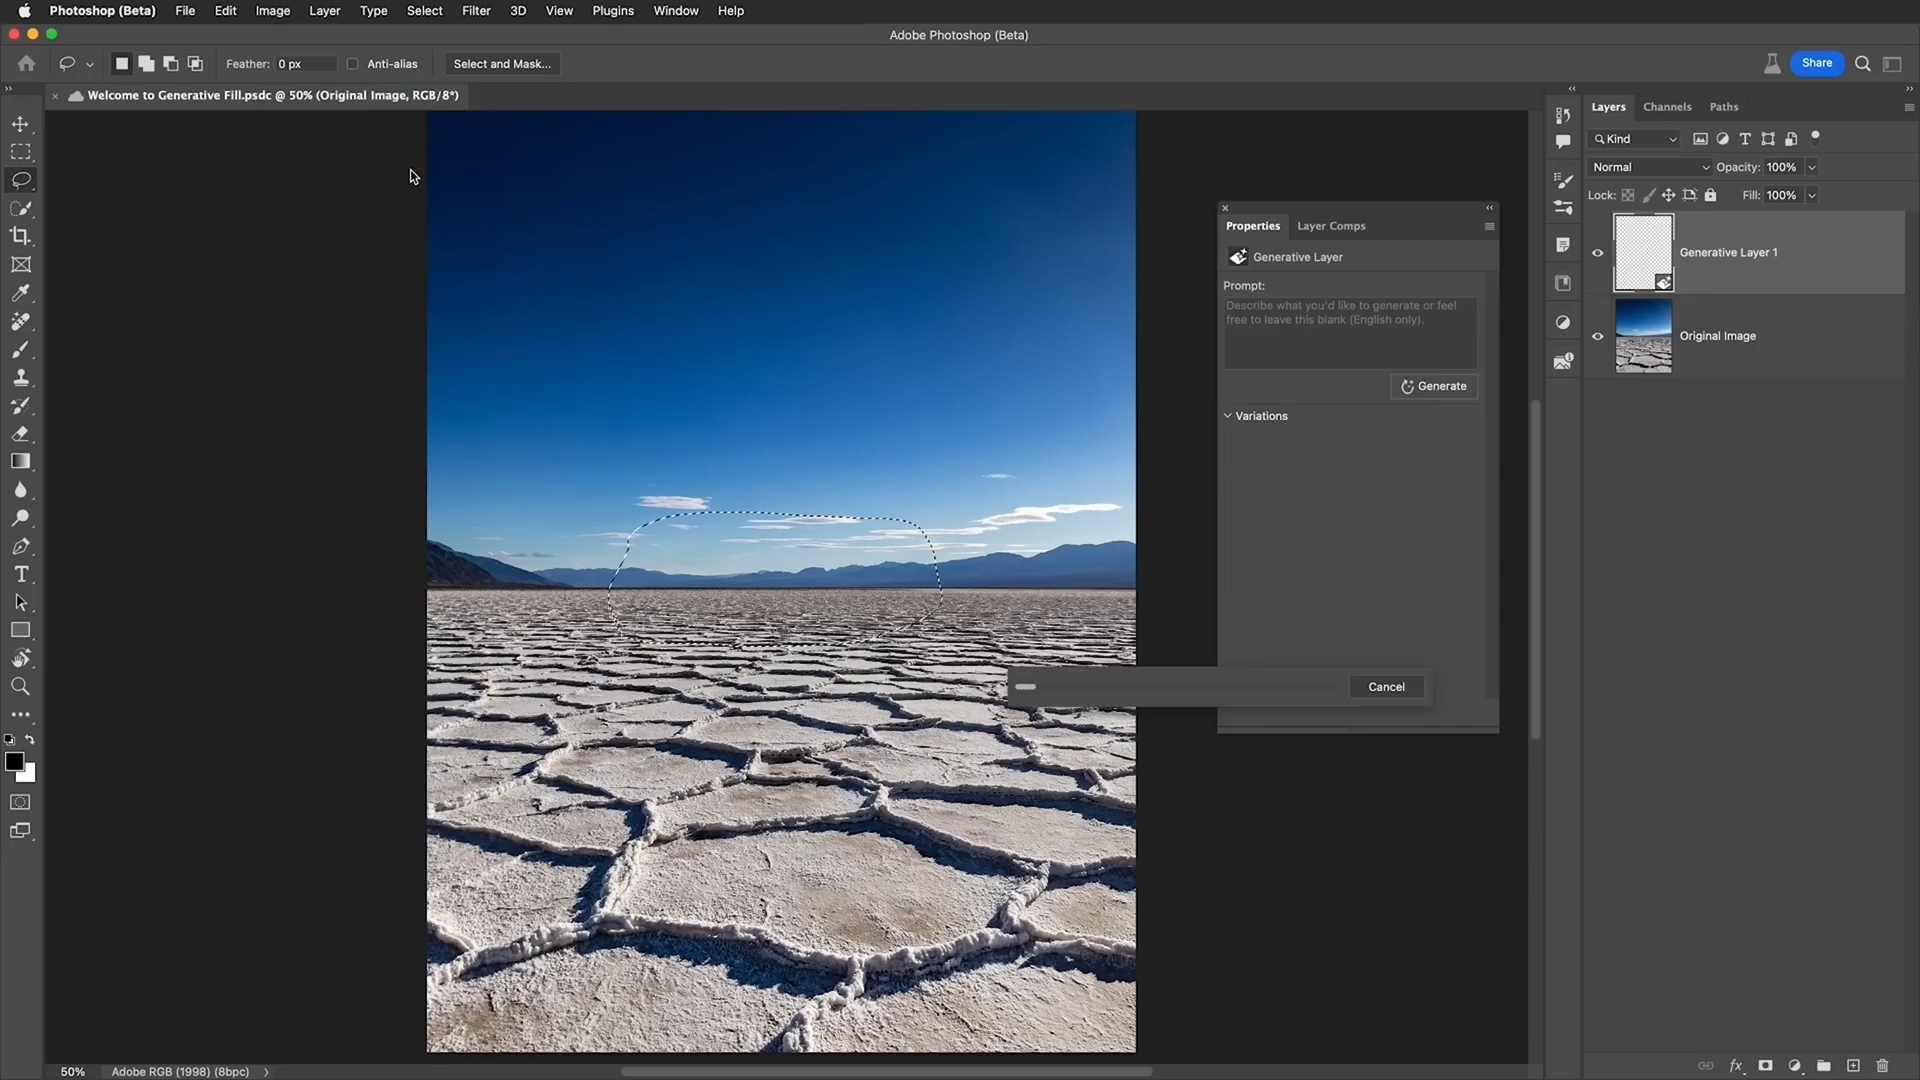 Photoshop (Beta) File Edit Image Layer Type Select Filter 3D View Plugins Window Help
Adobe Photoshop (Beta)
Feather: 0 px Anti-alias Select and Mask... Share
Welcome to Generative Fill.psdc @ 50% (Original Image, RGB/8*)
Layers Channels Paths
Kind
Normal Opacity: 100%
Lock: Fill: 100%
Properties Layer Comps
Generative Layer
Prompt:
Describe what you'd like to generate or feel
free to leave this blank (English only).
Generate
Variations
Generative Layer 1
Original Image
Cancel
50% Adobe RGB (1998) (8bpc)